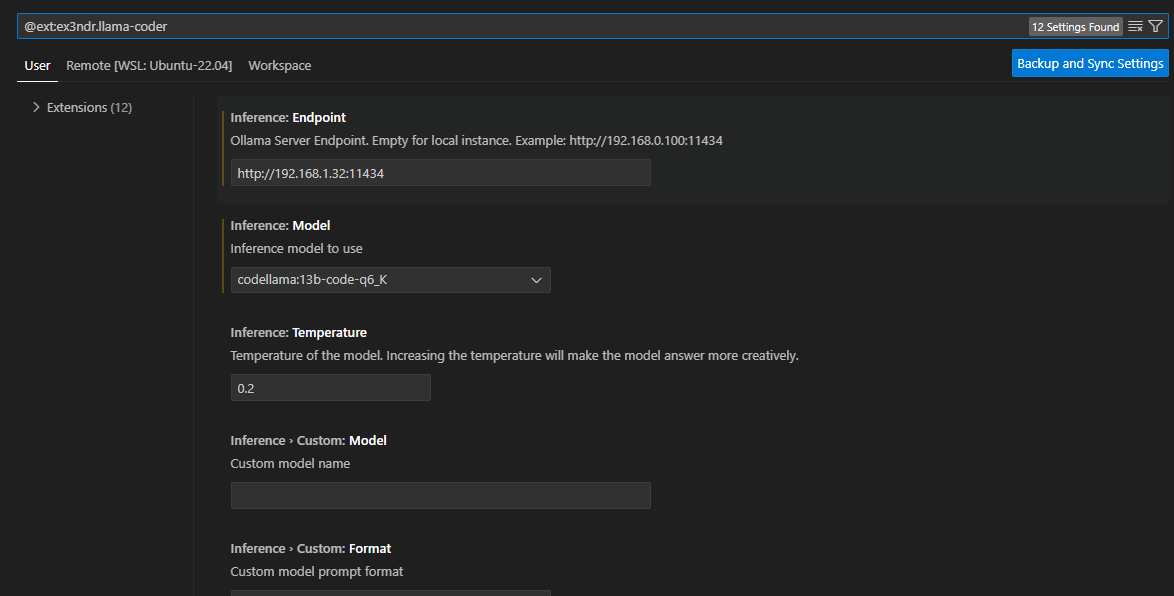 @ext:ex3ndr.llama-coder
12 Settings Found
User Remote [WSL: Ubuntu-22.04] Workspace
Backup and Sync Settings
Extensions (12)
Inference: Endpoint
Ollama Server Endpoint. Empty for local instance. Example: http://192.168.0.100:11434
http://192.168.1.32:11434
Inference: Model
Inference model to use
codellama:13b-code-q6_K
Inference: Temperature
Temperature of the model. Increasing the temperature will make the model answer more creatively.
0.2
Inference › Custom: Model
Custom model name
Inference › Custom: Format
Custom model prompt format